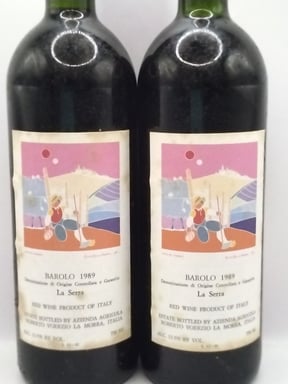 BAROLO 1989
Denominazione di Origine Controllata e Garantita
La Serra
RED WINE PRODUCT OF ITALY
ESTATE BOTTLED BY AZIENDA AGRICOLA
ROBERTO VOERZIO LA MORRA, ITALIA
BAROLO 1989
Denominazione di Origine Controllata e Garantita
La Serra
RED WINE PRODUCT OF ITALY
ESTATE BOTTLED BY AZIENDA AGRICOLA
ROBERTO VOERZIO LA MORRA, ITALIA